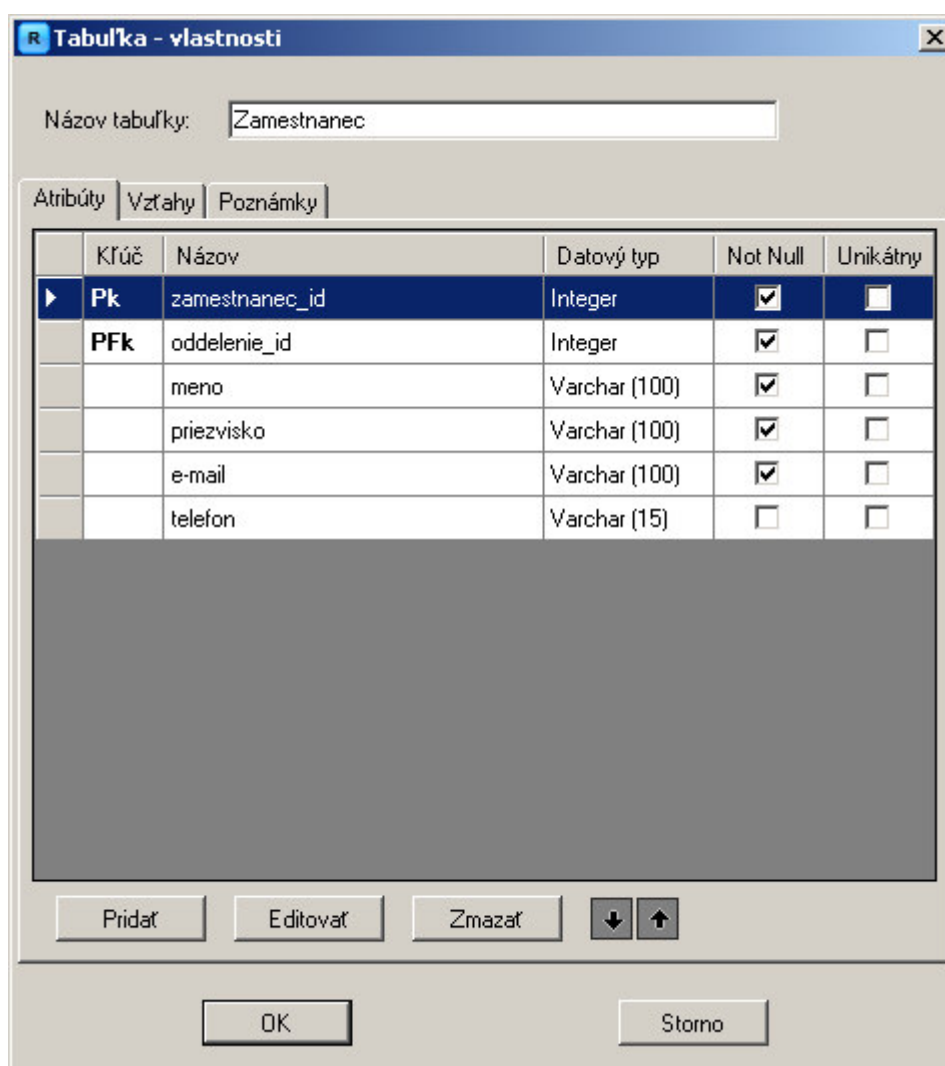 R Tabuľka - vlastnosti
Názov tabuľky: Zamestnanec
Atribúty Vzťahy Poznámky
Kľúč Názov Datový typ Not Null Unikátny
Pk zamestnanec_id Integer
PFk oddelenie_id Integer
meno Varchar (100)
priezvisko Varchar (100)
e-mail Varchar (100)
telefon Varchar (15)
Pridať Editovať Zmazať
OK Storno